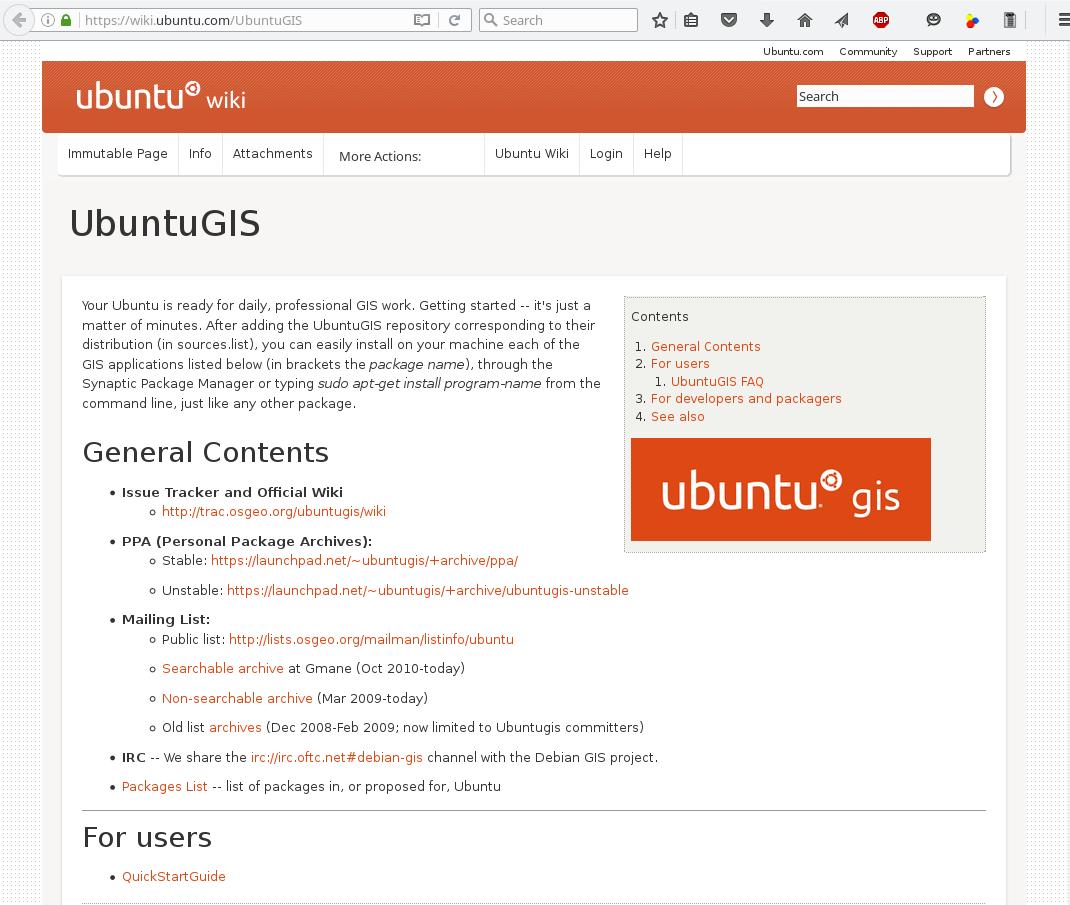 https://wiki.ubuntu.com/UbuntuGIS
Search
ABP
Ubuntu.com Community Support Partners
ubuntu wiki
Search
Immutable Page Info Attachments More Actions: Ubuntu Wiki Login Help
UbuntuGIS
Your Ubuntu is ready for daily, professional GIS work. Getting started -- it's just a
matter of minutes. After adding the UbuntuGIS repository corresponding to their
distribution (in sources.list), you can easily install on your machine each of the
GIS applications listed below (in brackets the package name), through the
Synaptic Package Manager or typing sudo apt-get install program-name from the
command line, just like any other package.
Contents
1. General Contents
2. For users
1. UbuntuGIS FAQ
3. For developers and packagers
4. See also
ubuntu gis
General Contents
• Issue Tracker and Official Wiki
http://trac.osgeo.org/ubuntugis/wiki
• PPA (Personal Package Archives):
Stable: https://launchpad.net/~ubuntugis/+archive/ppa/
Unstable: https://launchpad.net/~ubuntugis/+archive/ubuntugis-unstable
• Mailing List:
Public list: http://lists.osgeo.org/mailman/listinfo/ubuntu
Searchable archive at Gmane (Oct 2010-today)
Non-searchable archive (Mar 2009-today)
Old list archives (Dec 2008-Feb 2009; now limited to Ubuntugis committers)
• IRC -- We share the irc://irc.oftc.net#debian-gis channel with the Debian GIS project.
• Packages List -- list of packages in, or proposed for, Ubuntu
For users
• QuickStartGuide